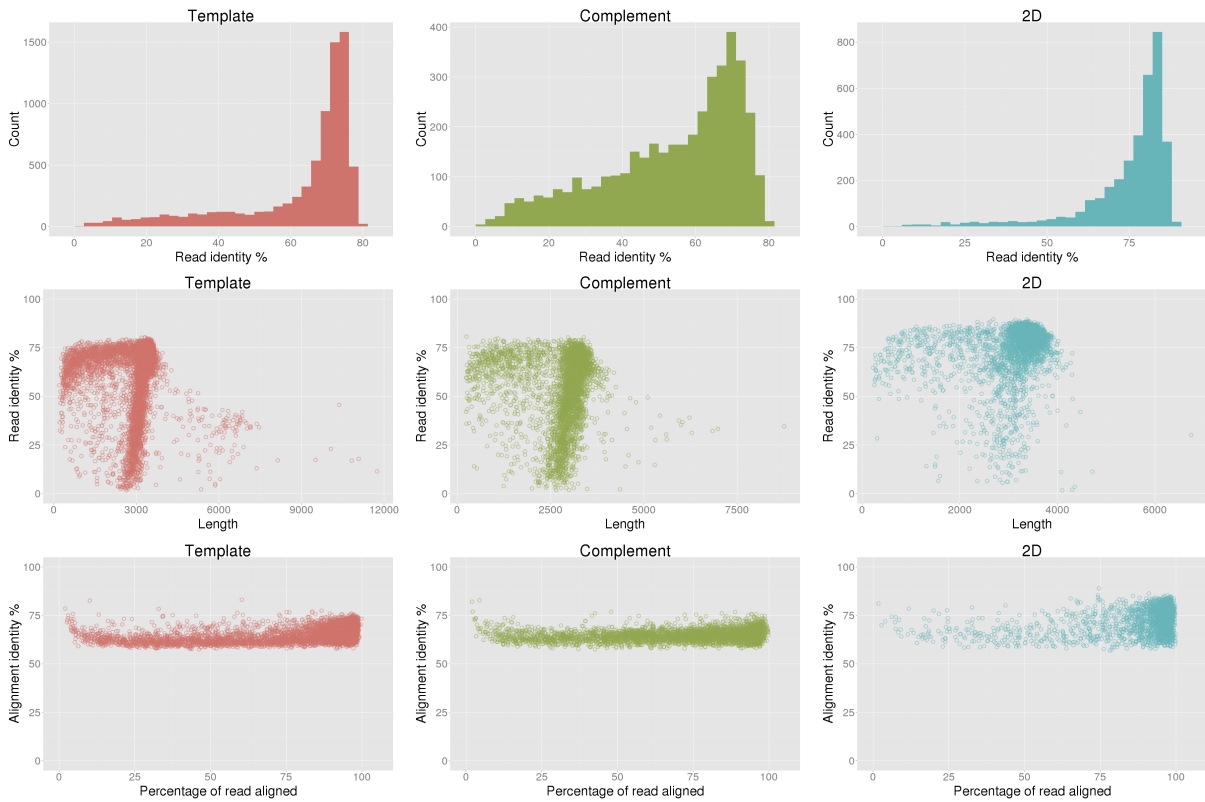 Template
Complement
2D
1500
1000
500
0
Count
0 20 40 60 80
Read identity %
400
300
200
100
0
Count
0 20 40 60 80
Read identity %
800
600
400
200
0
Count
0 25 50 75
Read identity %
Template
Complement
2D
100
75
50
25
0
Read identity %
0 3000 6000 9000 12000
Length
100
75
50
25
0
Read identity %
0 2500 5000 7500
Length
100
75
50
25
0
Read identity %
0 2000 4000 6000
Length
Template
Complement
2D
100
75
50
25
0
Alignment identity %
0 25 50 75 100
Percentage of read aligned
100
75
50
25
0
Alignment identity %
0 25 50 75 100
Percentage of read aligned
100
75
50
25
0
Alignment identity %
0 25 50 75 100
Percentage of read aligned